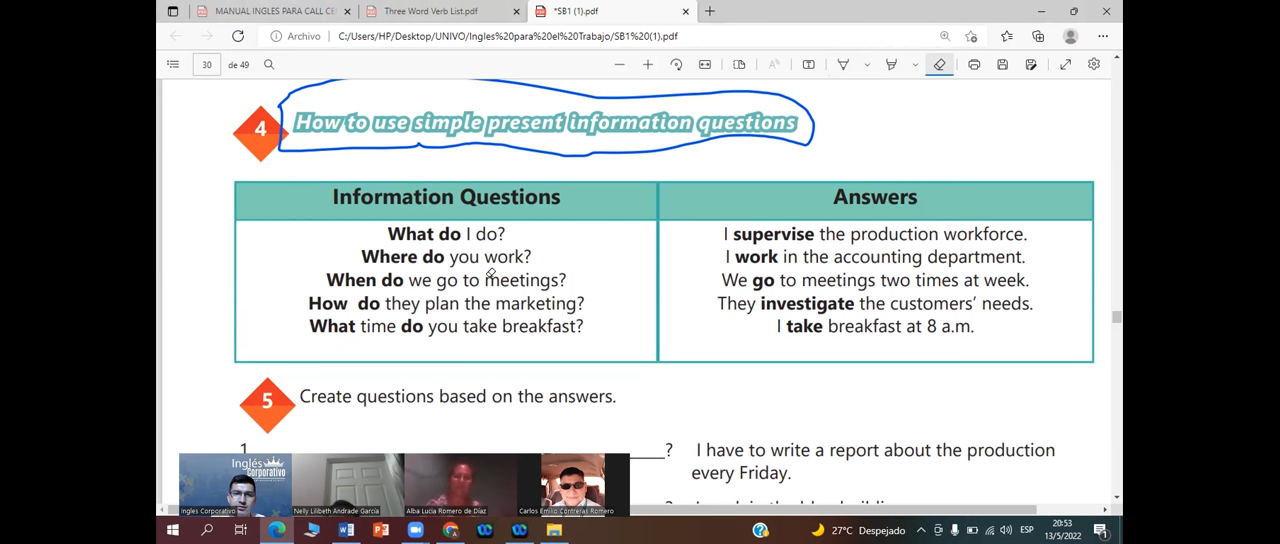 MANUAL INGLES PARA CALL CE
Three Word Verb List.pdf
*SB1 (1).pdf
Archivo
C:/Users/HP/Desktop/UNIVO/Ingles%20para%20el%20Trabajo/SB1%20(1).pdf
30 de 49
4 How to use simple present information questions
Information Questions Answers
What do I do? I supervise the production workforce.
Where do you work? I work in the accounting department.
When do we go to meetings? We go to meetings two times at week.
How do they plan the marketing? They investigate the customers' needs.
What time do you take breakfast? I take breakfast at 8 a.m.
5 Create questions based on the answers.
1 ? I have to write a report about the production
every Friday.
Inglés
Corporativo
Ingles Corporativo
Nelly Lilibeth Andrade García
Alba Lucia Romero de Díaz
Carlos Emilio Contreras Romero
27°C Despejado
ESP
20:53
13/5/2022
1